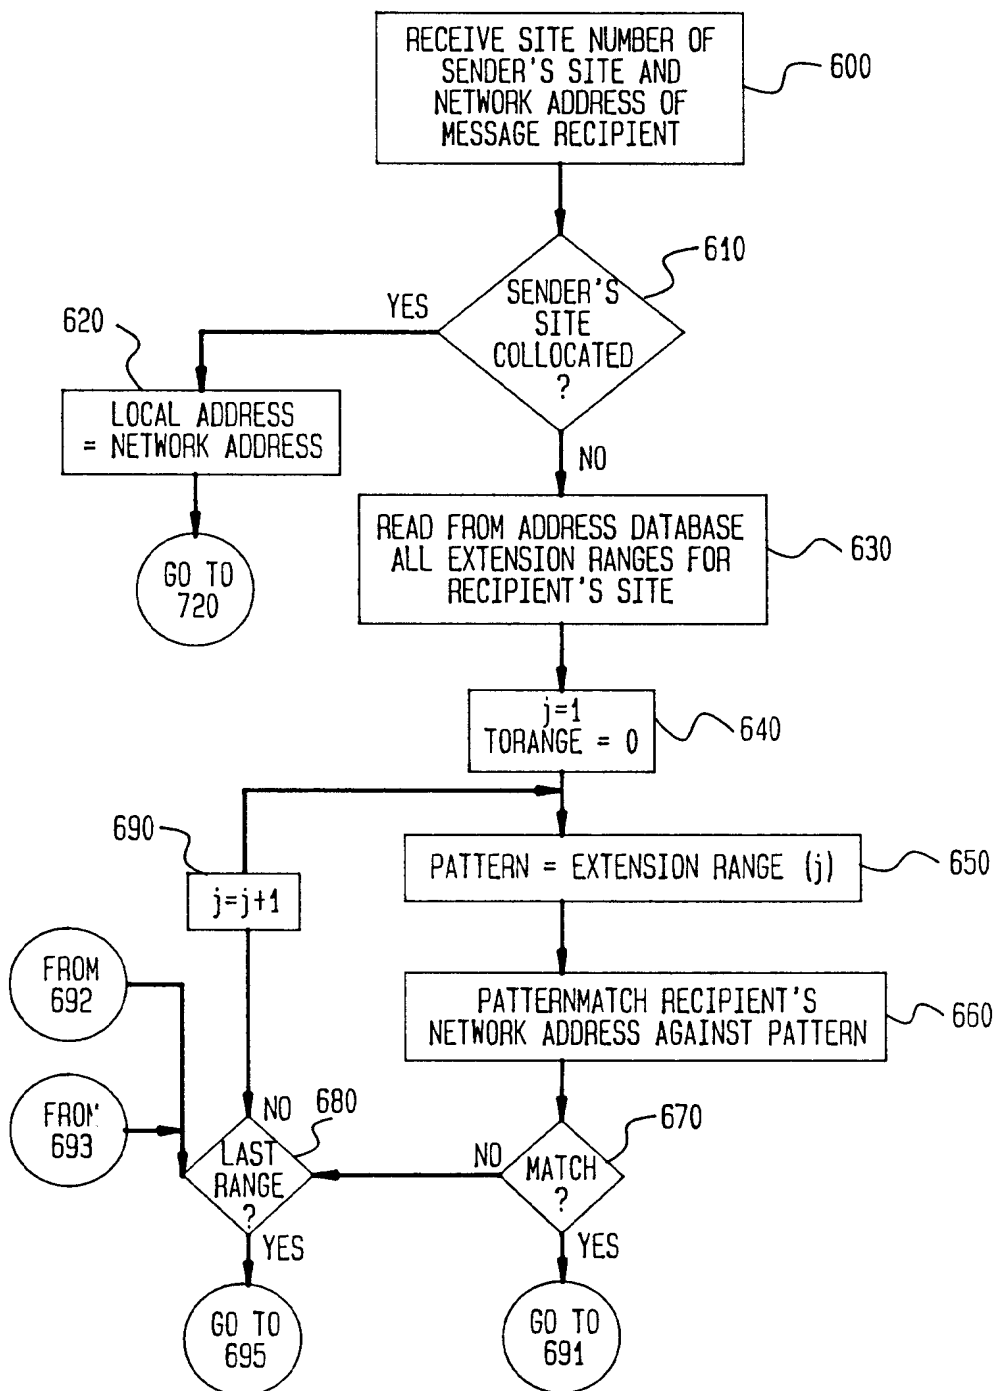 RECEIVE SITE NUMBER OF
SENDER'S SITE AND
NETWORK ADDRESS OF
MESSAGE RECIPIENT
600
610
SENDER'S
SITE
COLLOCATED
?
YES
620
LOCAL ADDRESS
= NETWORK ADDRESS
NO
GO TO
720
READ FROM ADDRESS DATABASE
ALL EXTENSION RANGES FOR
RECIPIENT'S SITE
630
j=1
TORANGE = 0
640
690
j=j+1
PATTERN = EXTENSION RANGE (j)
650
FROM
692
PATTERNMATCH RECIPIENT'S
NETWORK ADDRESS AGAINST PATTERN
660
FROM
693
NO
680
LAST
RANGE
?
NO
670
MATCH
?
YES
YES
GO TO
695
GO TO
691